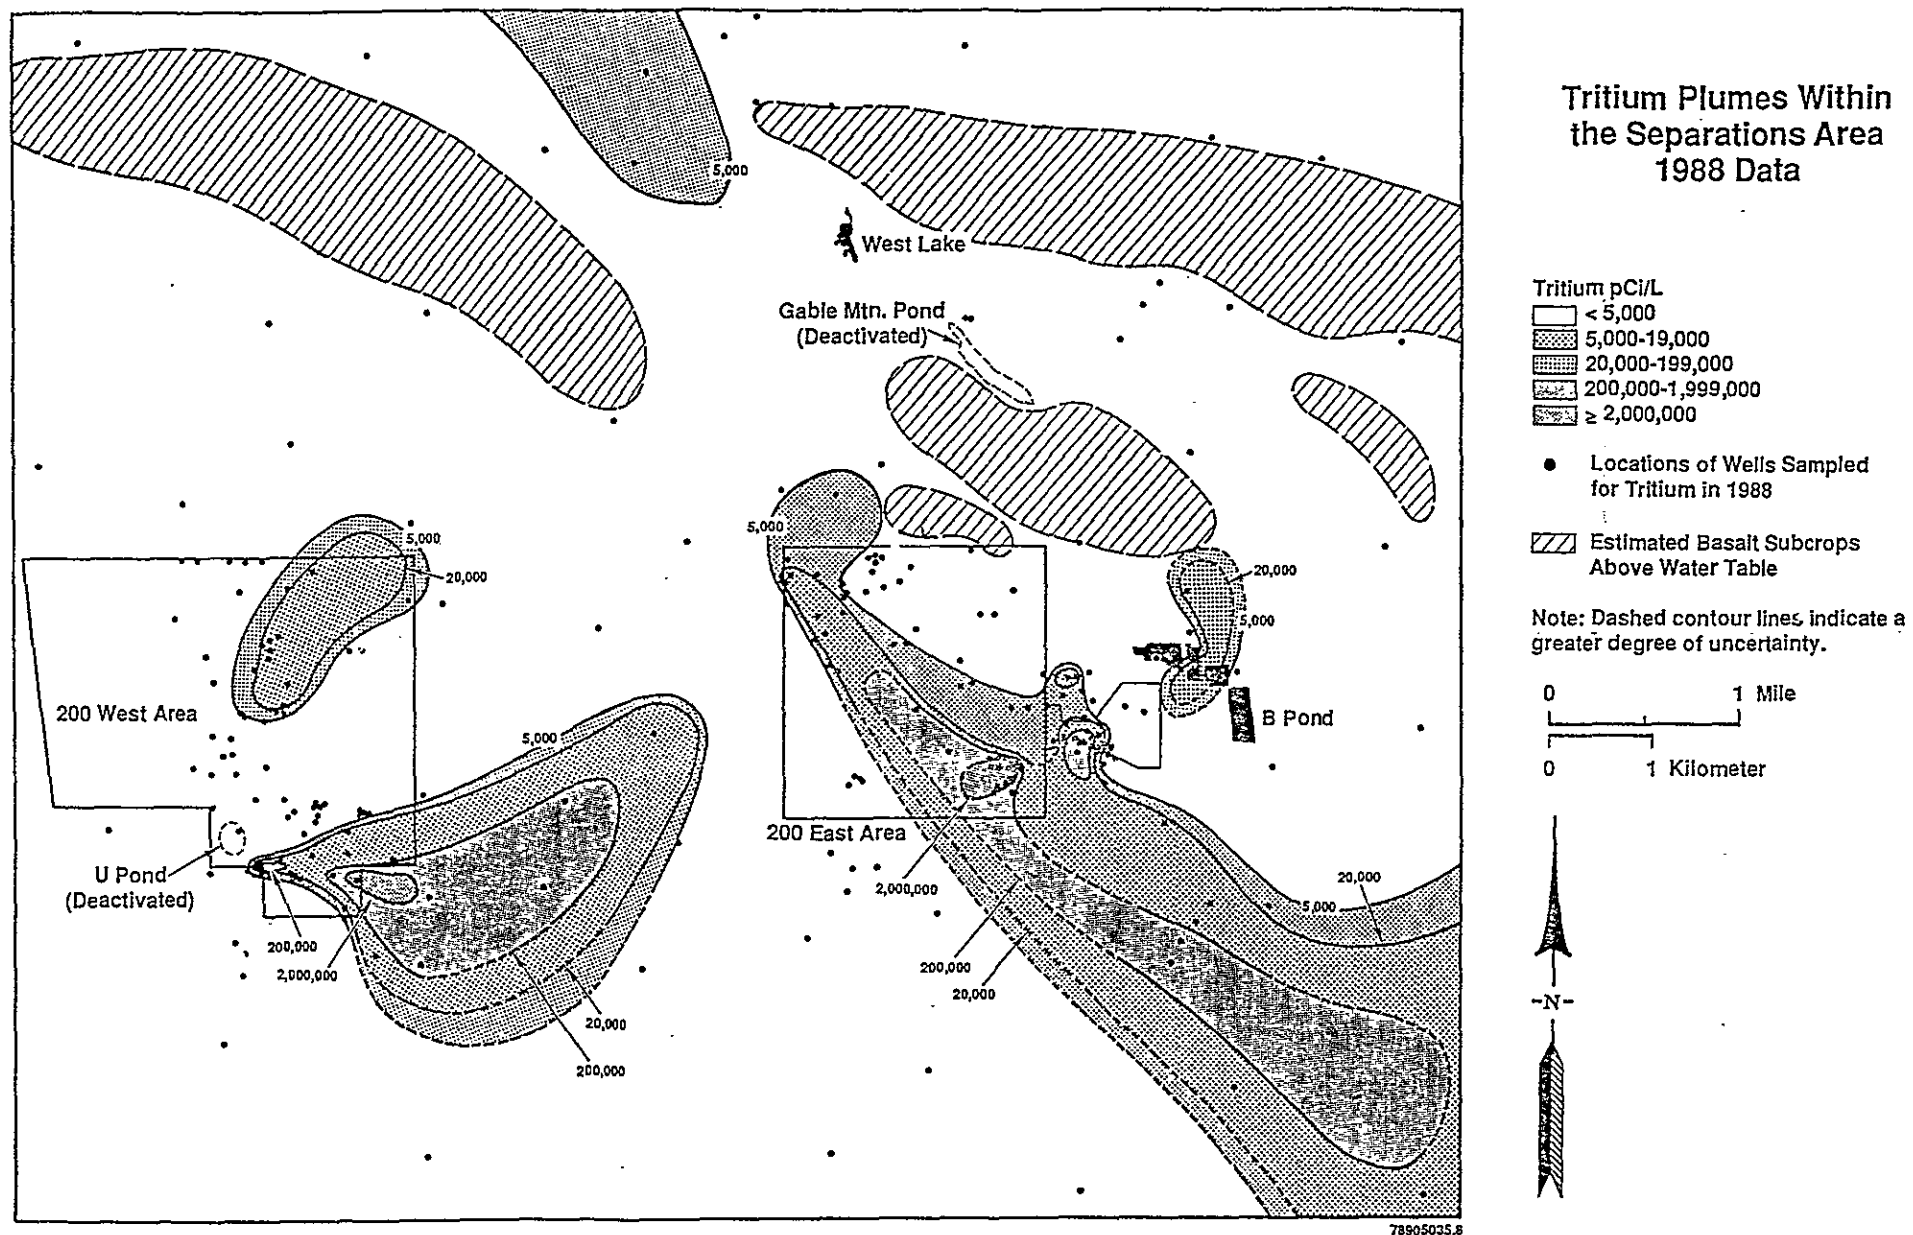 Tritium Plumes Within
the Separations Area
1988 Data
Tritium pCi/L
< 5,000
5,000-19,000
20,000-199,000
200,000-1,999,000
≥ 2,000,000
Locations of Wells Sampled
for Tritium in 1988
Estimated Basalt Subcrops
Above Water Table
Note: Dashed contour lines indicate a
greater degree of uncertainty.
0 1 Mile
0 1 Kilometer
-N-
5,000
West Lake
Gable Mtn. Pond
(Deactivated)
5,000
5,000
20,000
20,000
5,000
200 West Area
5,000
B Pond
200 East Area
U Pond
(Deactivated)
2,000,000
20,000
5,000
200,000
2,000,000
200,000
20,000
20,000
200,000
78905035.8